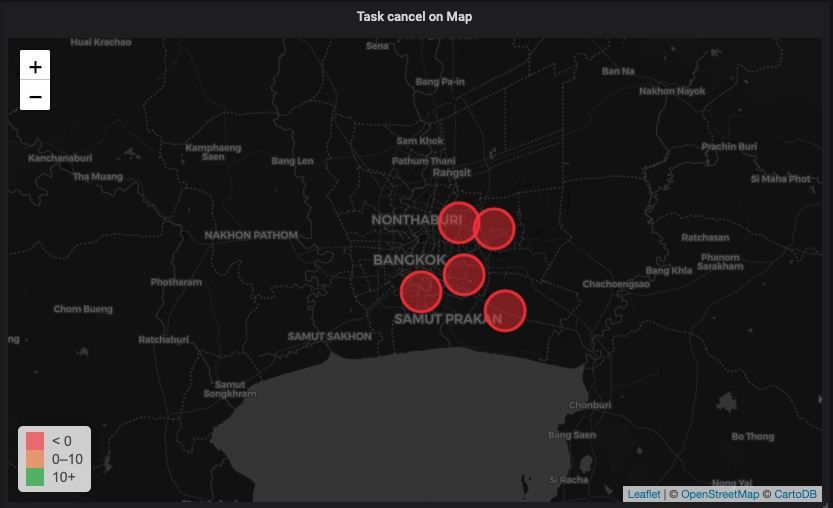 Task cancel on Map
Huai Krachao
Sena
+
−
Ban Na
Bang Pa-in
Nakhon Nayok
Sam Khok
Prachin Buri
Kamphaeng
Saen
Kanchanaburi
Bang Len
Pathum Thani
Rangsit
Tha Muang
Si Maha Phot
NONTHABURI
NAKHON PATHOM
Ratchasan
BANGKOK
Phanom
Sarakham
Bang Khla
Photharam
Chachoengsao
Chom Bueng
SAMUT PRAKAN
SAMUT SAKHON
ng
Ratchaburi
Samut
Songkhram
Chonburi
Bang Saen
Bo Thong
< 0
0–10
10+
Si Racha
Nong Yai
Leaflet | © OpenStreetMap © CartoDB